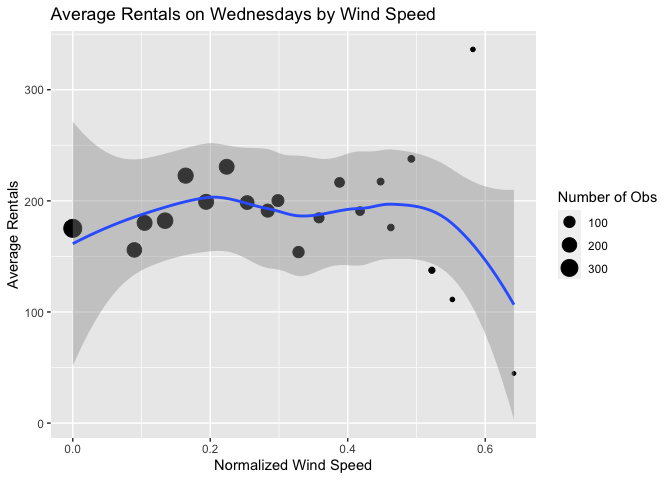 Average Rentals on Wednesdays by Wind Speed
300
200
100
0
Average Rentals
0.0
0.2
0.4
0.6
Normalized Wind Speed
Number of Obs
100
200
300